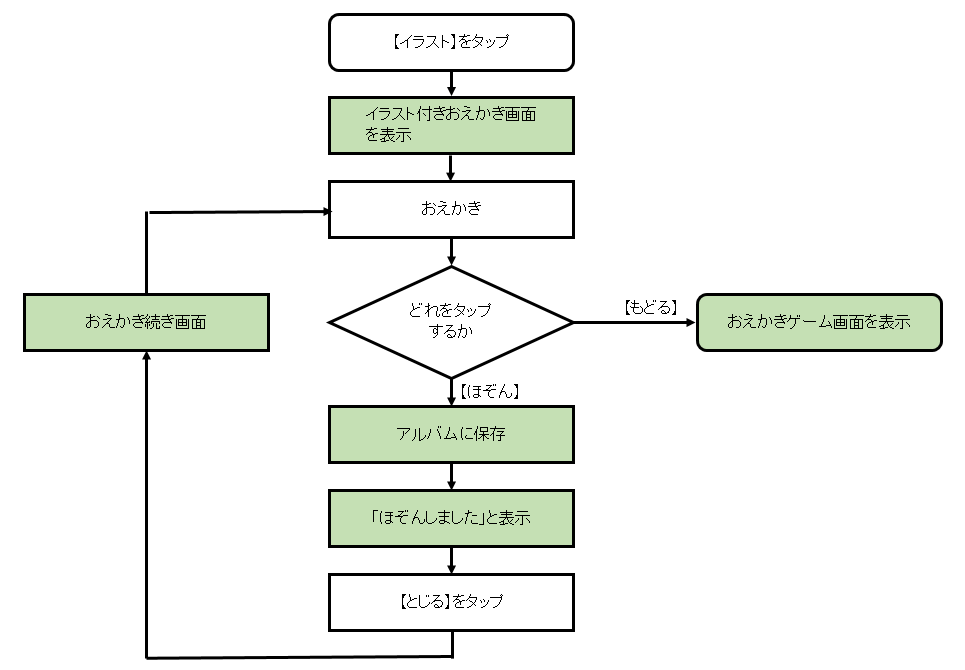 【イラスト】をタップ
イラスト付きおえかき画面
を表示
おえかき
どれをタップ
するか
【もどる】
おえかきゲーム画面を表示
おえかき続き画面
【ほぞん】
アルバムに保存
「ほぞんしました」と表示
【とじる】をタップ